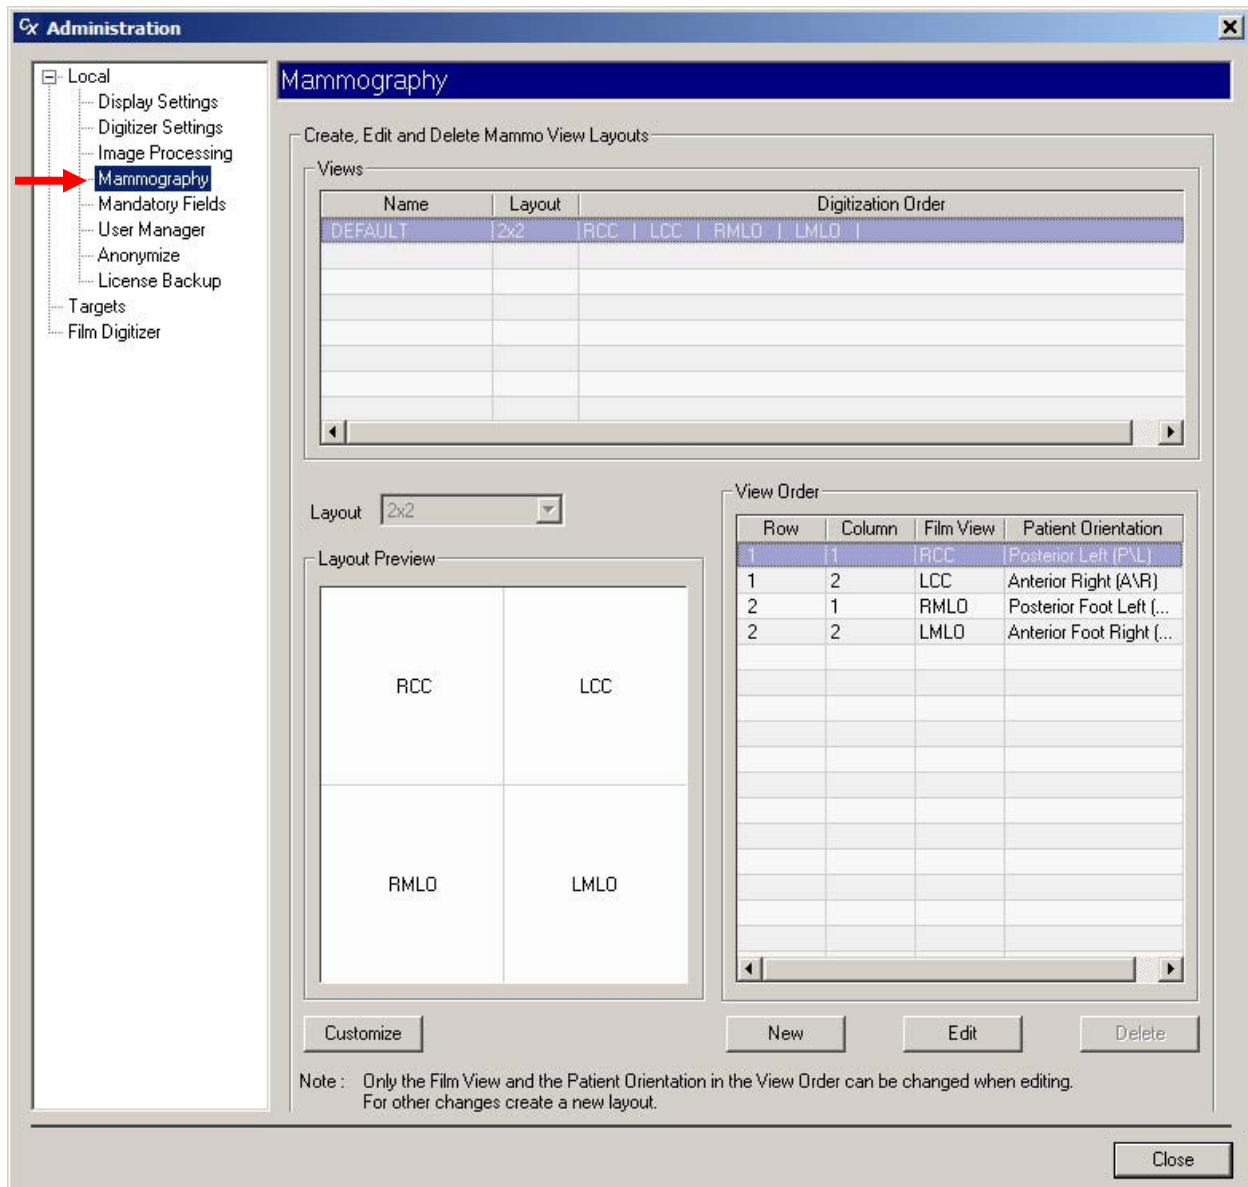 Cx Administration
Local
Display Settings
Digitizer Settings
Image Processing
Mammography
Mandatory Fields
User Manager
Anonymize
License Backup
Targets
Film Digitizer
Mammography
Create, Edit and Delete Mammo View Layouts
Views
Name Layout Digitization Order
DEFAULT 2x2 RCC | LCC | RMLO | LMLO |
Layout 2x2
Layout Preview
RCC LCC
RMLO LMLO
View Order
Row Column Film View Patient Orientation
1 1 RCC Posterior Left (P\L)
1 2 LCC Anterior Right (A\R)
2 1 RMLO Posterior Foot Left (...
2 2 LMLO Anterior Foot Right (...
Customize New Edit Delete
Note : Only the Film View and the Patient Orientation in the View Order can be changed when editing.
For other changes create a new layout.
Close